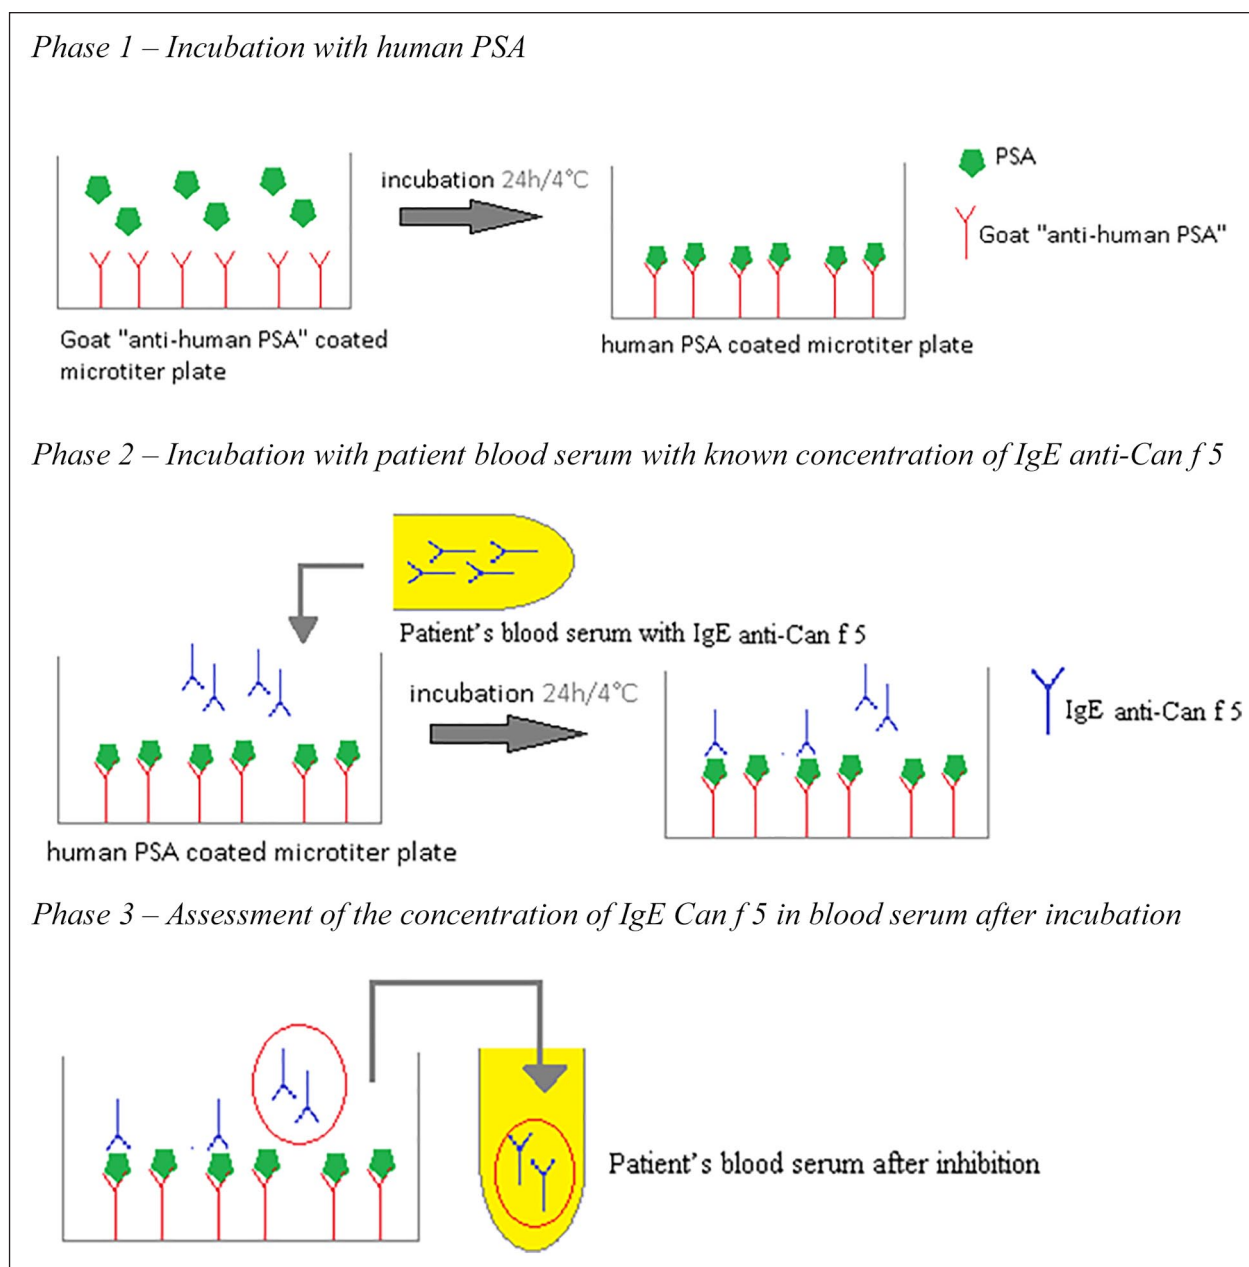 Phase 1 – Incubation with human PSA
incubation 24h/4°C
PSA
Goat "anti-human PSA"
Goat "anti-human PSA" coated
microtiter plate
human PSA coated microtiter plate
Phase 2 – Incubation with patient blood serum with known concentration of IgE anti-Can f 5
Patient's blood serum with IgE anti-Can f 5
incubation 24h/4°C
IgE anti-Can f 5
human PSA coated microtiter plate
Phase 3 – Assessment of the concentration of IgE Can f 5 in blood serum after incubation
Patient's blood serum after inhibition